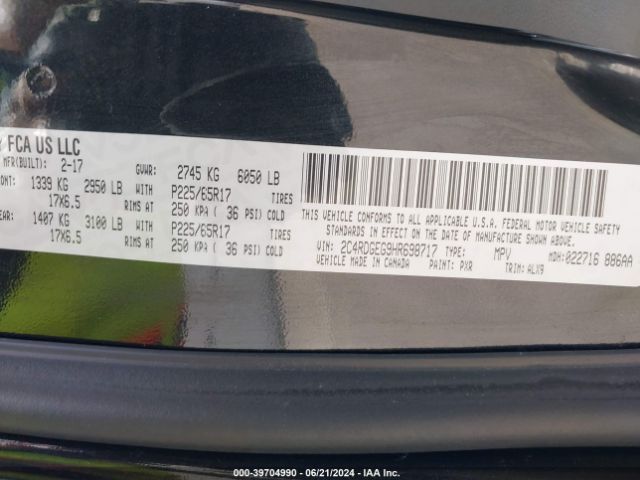 Y FCA US LLC
MFR(BUILT): 2-17 GVWR: 2745 KG 6050 LB
ONT: 1339 KG 2950 LB WITH P225/65R17 TIRES
17X6.5 RIMS AT 250 KPA ( 36 PSI) COLD
EAR: 1407 KG 3100 LB WITH P225/65R17 TIRES
17X6.5 RIMS AT 250 KPA ( 36 PSI) COLD
THIS VEHICLE CONFORMS TO ALL APPLICABLE U.S.A. FEDERAL MOTOR VEHICLE SAFETY
STANDARDS IN EFFECT ON THE DATE OF MANUFACTURE SHOWN ABOVE.
VIN: 2C4RDGEG9HR698717 TYPE: MPV MDH: 022716 886AA
VEHICLE MADE IN CANADA PAINT: PXR TRIM: ALX9
000-39704990 - 06/21/2024 - IAAI.COM